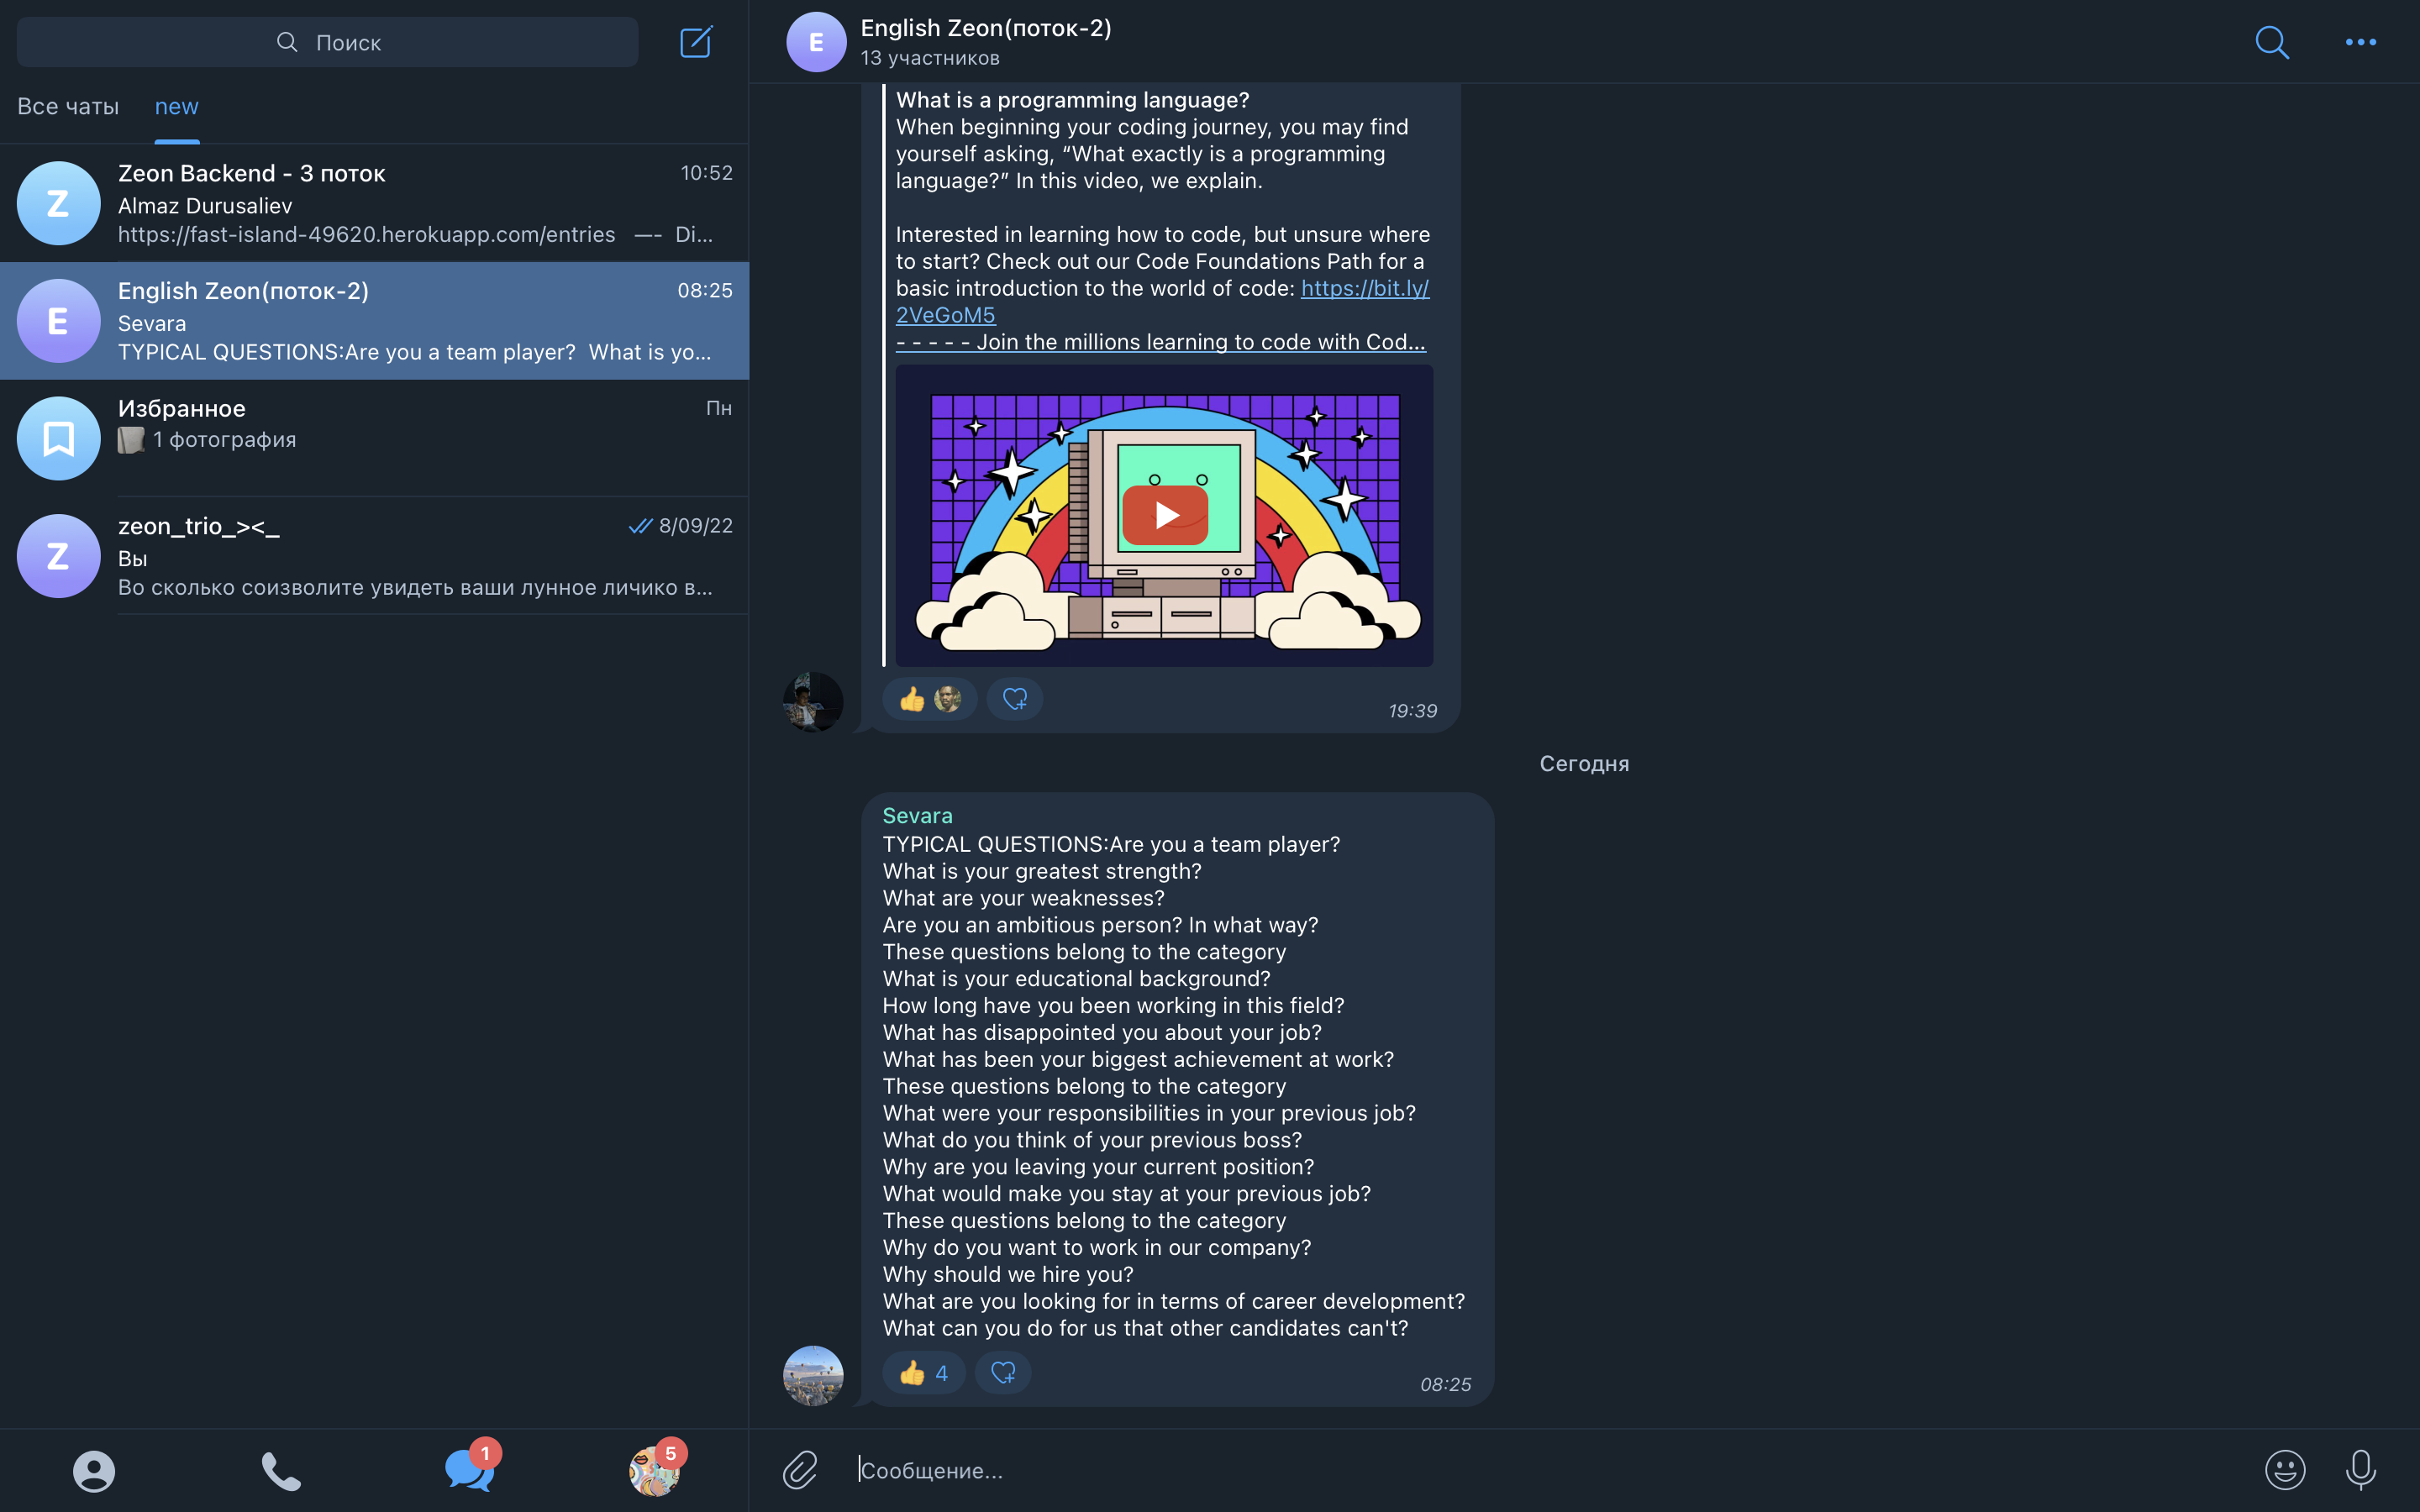 Поиск
Все чаты new
Zeon Backend - 3 поток 10:52
Almaz Durusaliev
https://fast-island-49620.herokuapp.com/entries —- Di...
English Zeon(поток-2) 08:25
Sevara
TYPICAL QUESTIONS:Are you a team player? What is yo...
Избранное Пн
1 фотография
zeon_trio_><_ 8/09/22
Вы
Во сколько соизволите увидеть ваши лунное личико в...
1
5
E
Z
E
Z
English Zeon(поток-2)
13 участников
What is a programming language?
When beginning your coding journey, you may find
yourself asking, “What exactly is a programming
language?” In this video, we explain.
Interested in learning how to code, but unsure where
to start? Check out our Code Foundations Path for a
basic introduction to the world of code: https://bit.ly/
2VeGoM5
- - - - - Join the millions learning to code with Cod...
19:39
Сегодня
Sevara
TYPICAL QUESTIONS:Are you a team player?
What is your greatest strength?
What are your weaknesses?
Are you an ambitious person? In what way?
These questions belong to the category
What is your educational background?
How long have you been working in this field?
What has disappointed you about your job?
What has been your biggest achievement at work?
These questions belong to the category
What were your responsibilities in your previous job?
What do you think of your previous boss?
Why are you leaving your current position?
What would make you stay at your previous job?
These questions belong to the category
Why do you want to work in our company?
Why should we hire you?
What are you looking for in terms of career development?
What can you do for us that other candidates can't?
4
08:25
Сообщение...